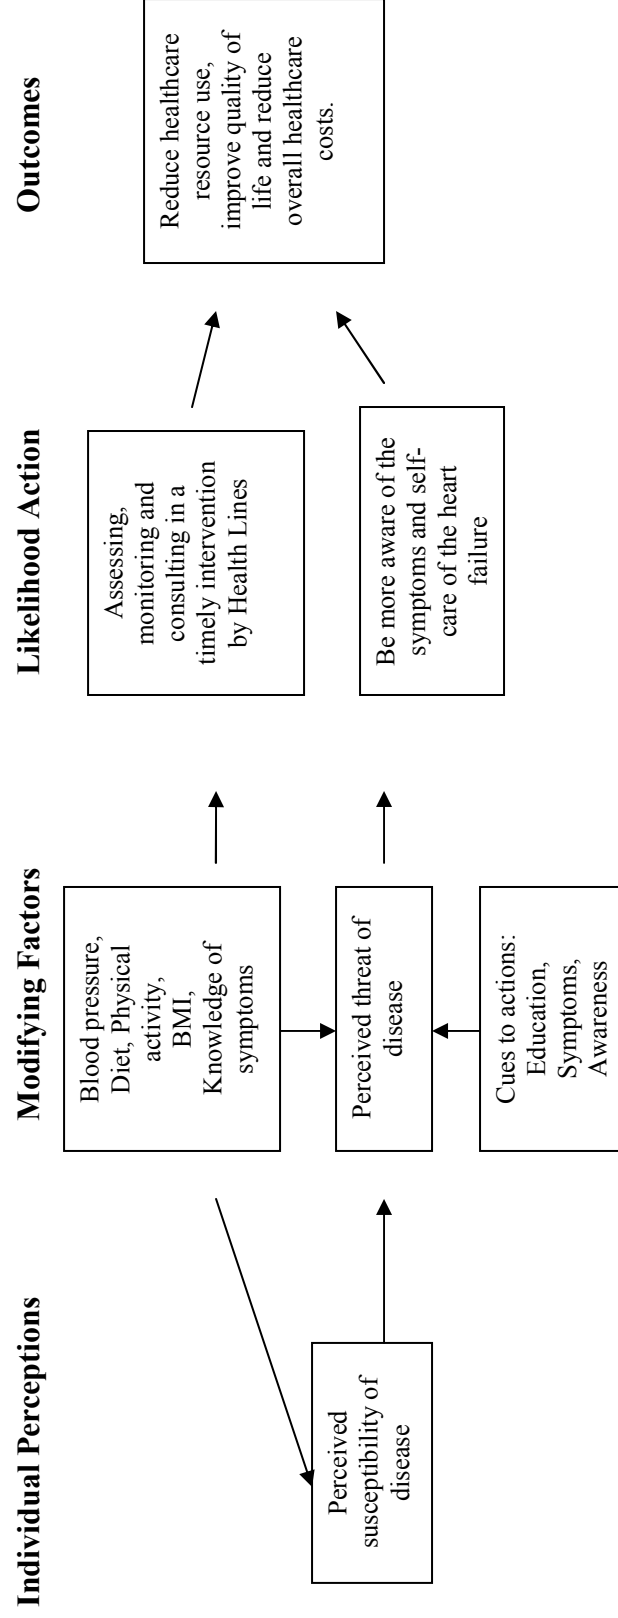 Individual Perceptions
Modifying Factors
Likelihood Action
Outcomes
Perceived
susceptibility of
disease
Blood pressure,
Diet, Physical
activity,
BMI,
Knowledge of
symptoms
Perceived threat of
disease
Cues to actions:
Education,
Symptoms,
Awareness
Assessing,
monitoring and
consulting in a
timely intervention
by Health Lines
Be more aware of the
symptoms and self-
care of the heart
failure
Reduce healthcare
resource use,
improve quality of
life and reduce
overall healthcare
costs.